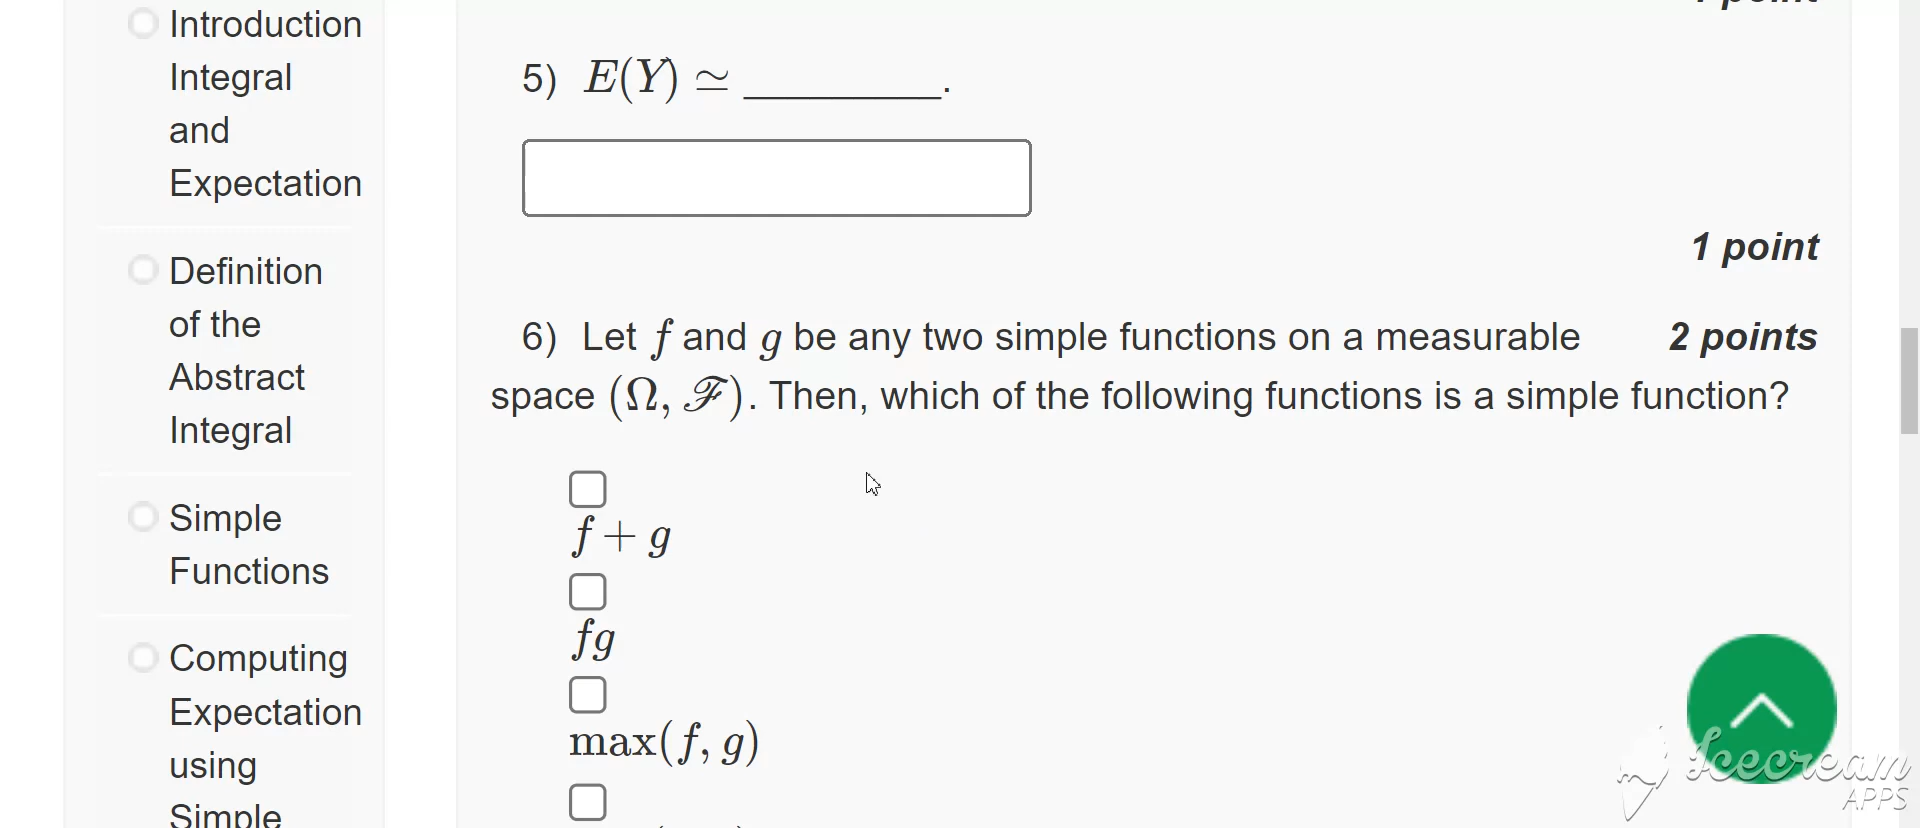 Introduction
Integral
and
Expectation
Definition
of the
Abstract
Integral
Simple
Functions
Computing
Expectation
using
Simple
5) E(Y) ≃ _________.
1 point
6) Let f and g be any two simple functions on a measurable
2 points
space (Ω, ℱ). Then, which of the following functions is a simple function?
f + g
fg
max(f, g)
Icecream
APPS